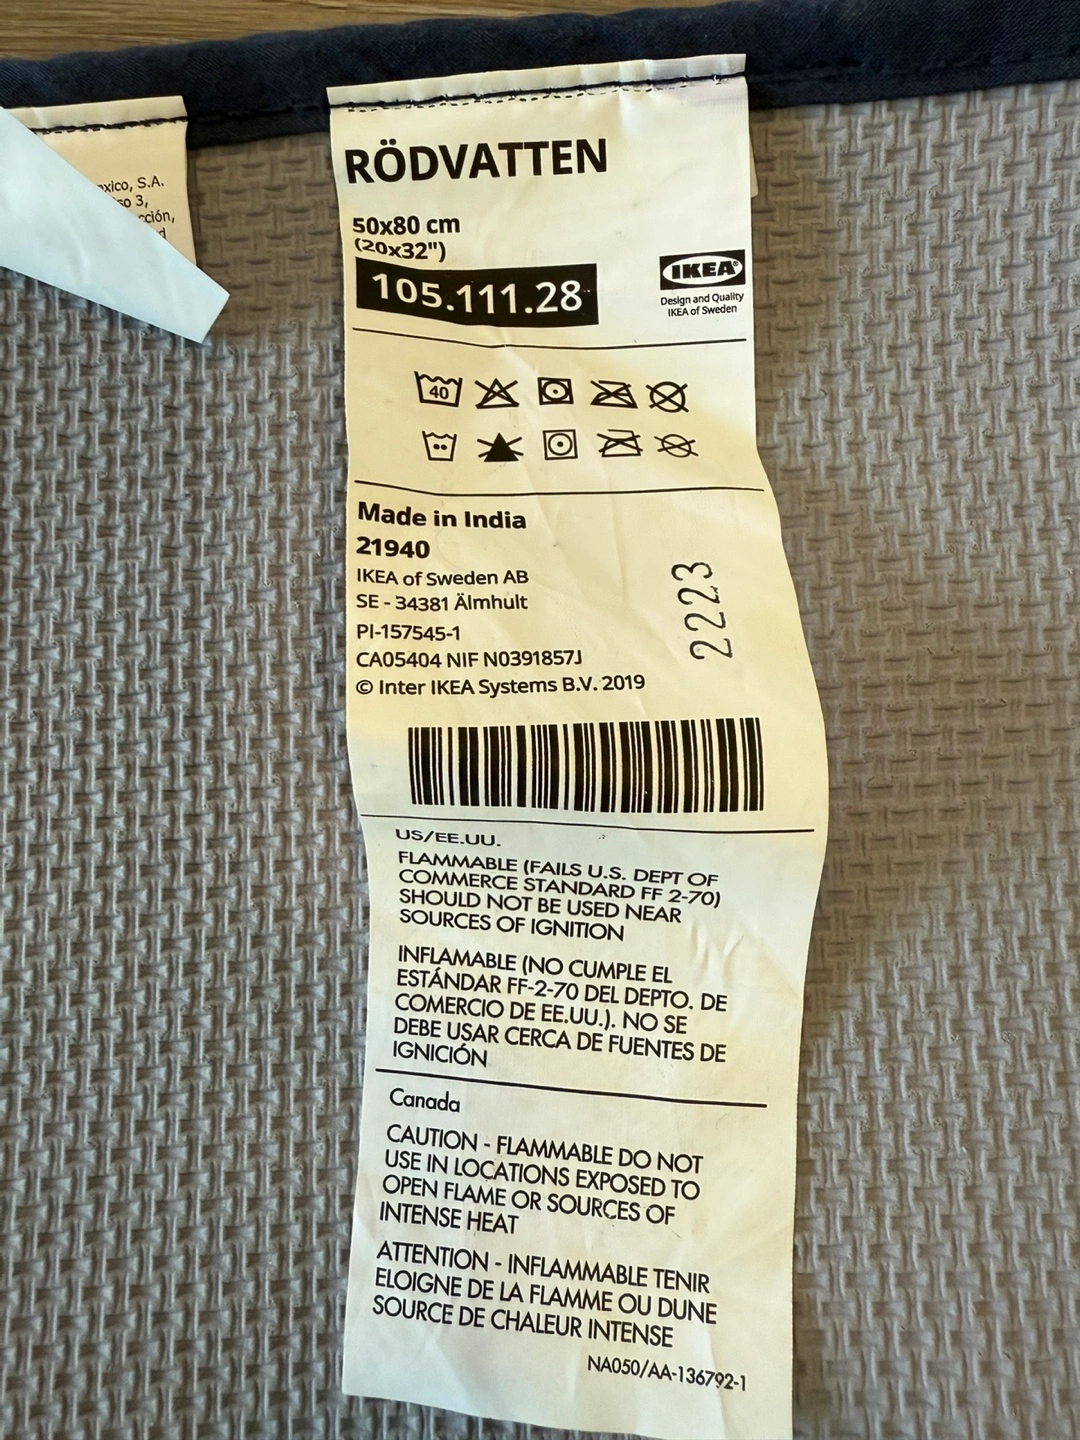 xico, S.A.
so 3,
cción,
RÖDVATTEN
50x80 cm
(20x32")
105.111.28
IKEA®
Design and Quality
IKEA of Sweden
40
Made in India
21940
IKEA of Sweden AB
SE - 34381 Älmhult
PI-157545-1
CA05404 NIF N0391857J
© Inter IKEA Systems B.V. 2019
2223
US/EE.UU.
FLAMMABLE (FAILS U.S. DEPT OF
COMMERCE STANDARD FF 2-70)
SHOULD NOT BE USED NEAR
SOURCES OF IGNITION
INFLAMABLE (NO CUMPLE EL
ESTÁNDAR FF-2-70 DEL DEPTO. DE
COMERCIO DE EE.UU.). NO SE
DEBE USAR CERCA DE FUENTES DE
IGNICIÓN
Canada
CAUTION - FLAMMABLE DO NOT
USE IN LOCATIONS EXPOSED TO
OPEN FLAME OR SOURCES OF
INTENSE HEAT
ATTENTION - INFLAMMABLE TENIR
ELOIGNE DE LA FLAMME OU DUNE
SOURCE DE CHALEUR INTENSE
NA050/AA-136792-1